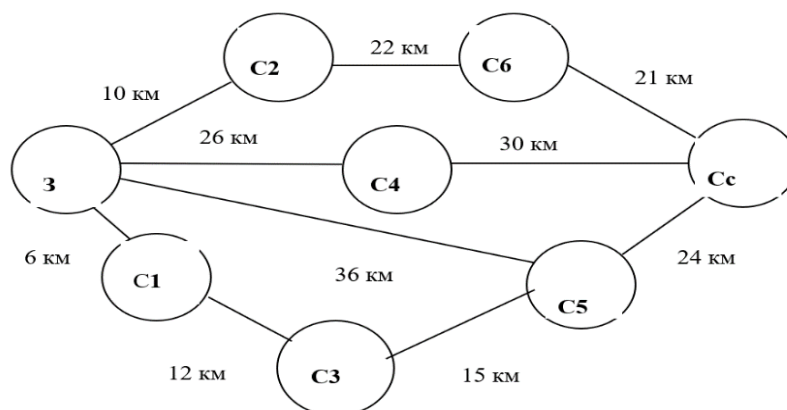 22 км
С2
С6
10 км
21 км
26 км
30 км
З
С4
Сс
6 км
С1
36 км
С5
24 км
12 км
С3
15 км